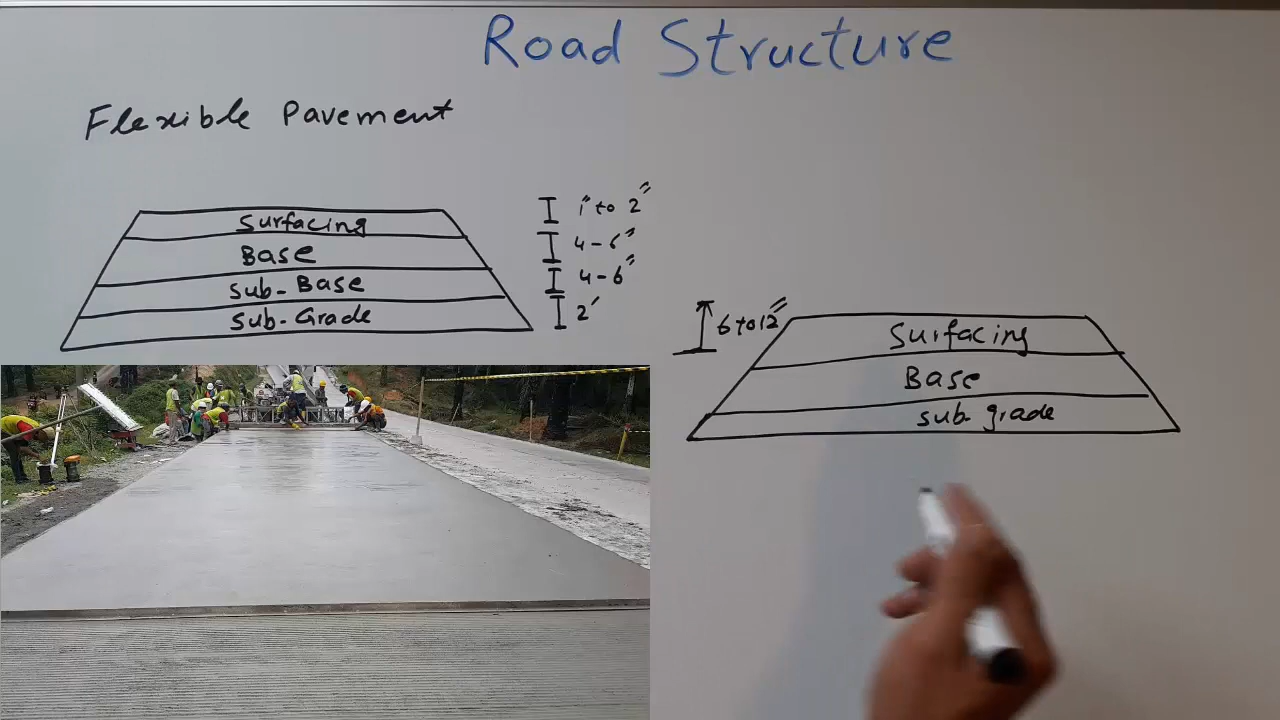 Road Structure
Flexible Pavement
Surfacing
Base
Sub-Base
Sub-Grade
1" to 2"
4-6"
4-6"
2'
6 to 12"
Surfacing
Base
sub-grade